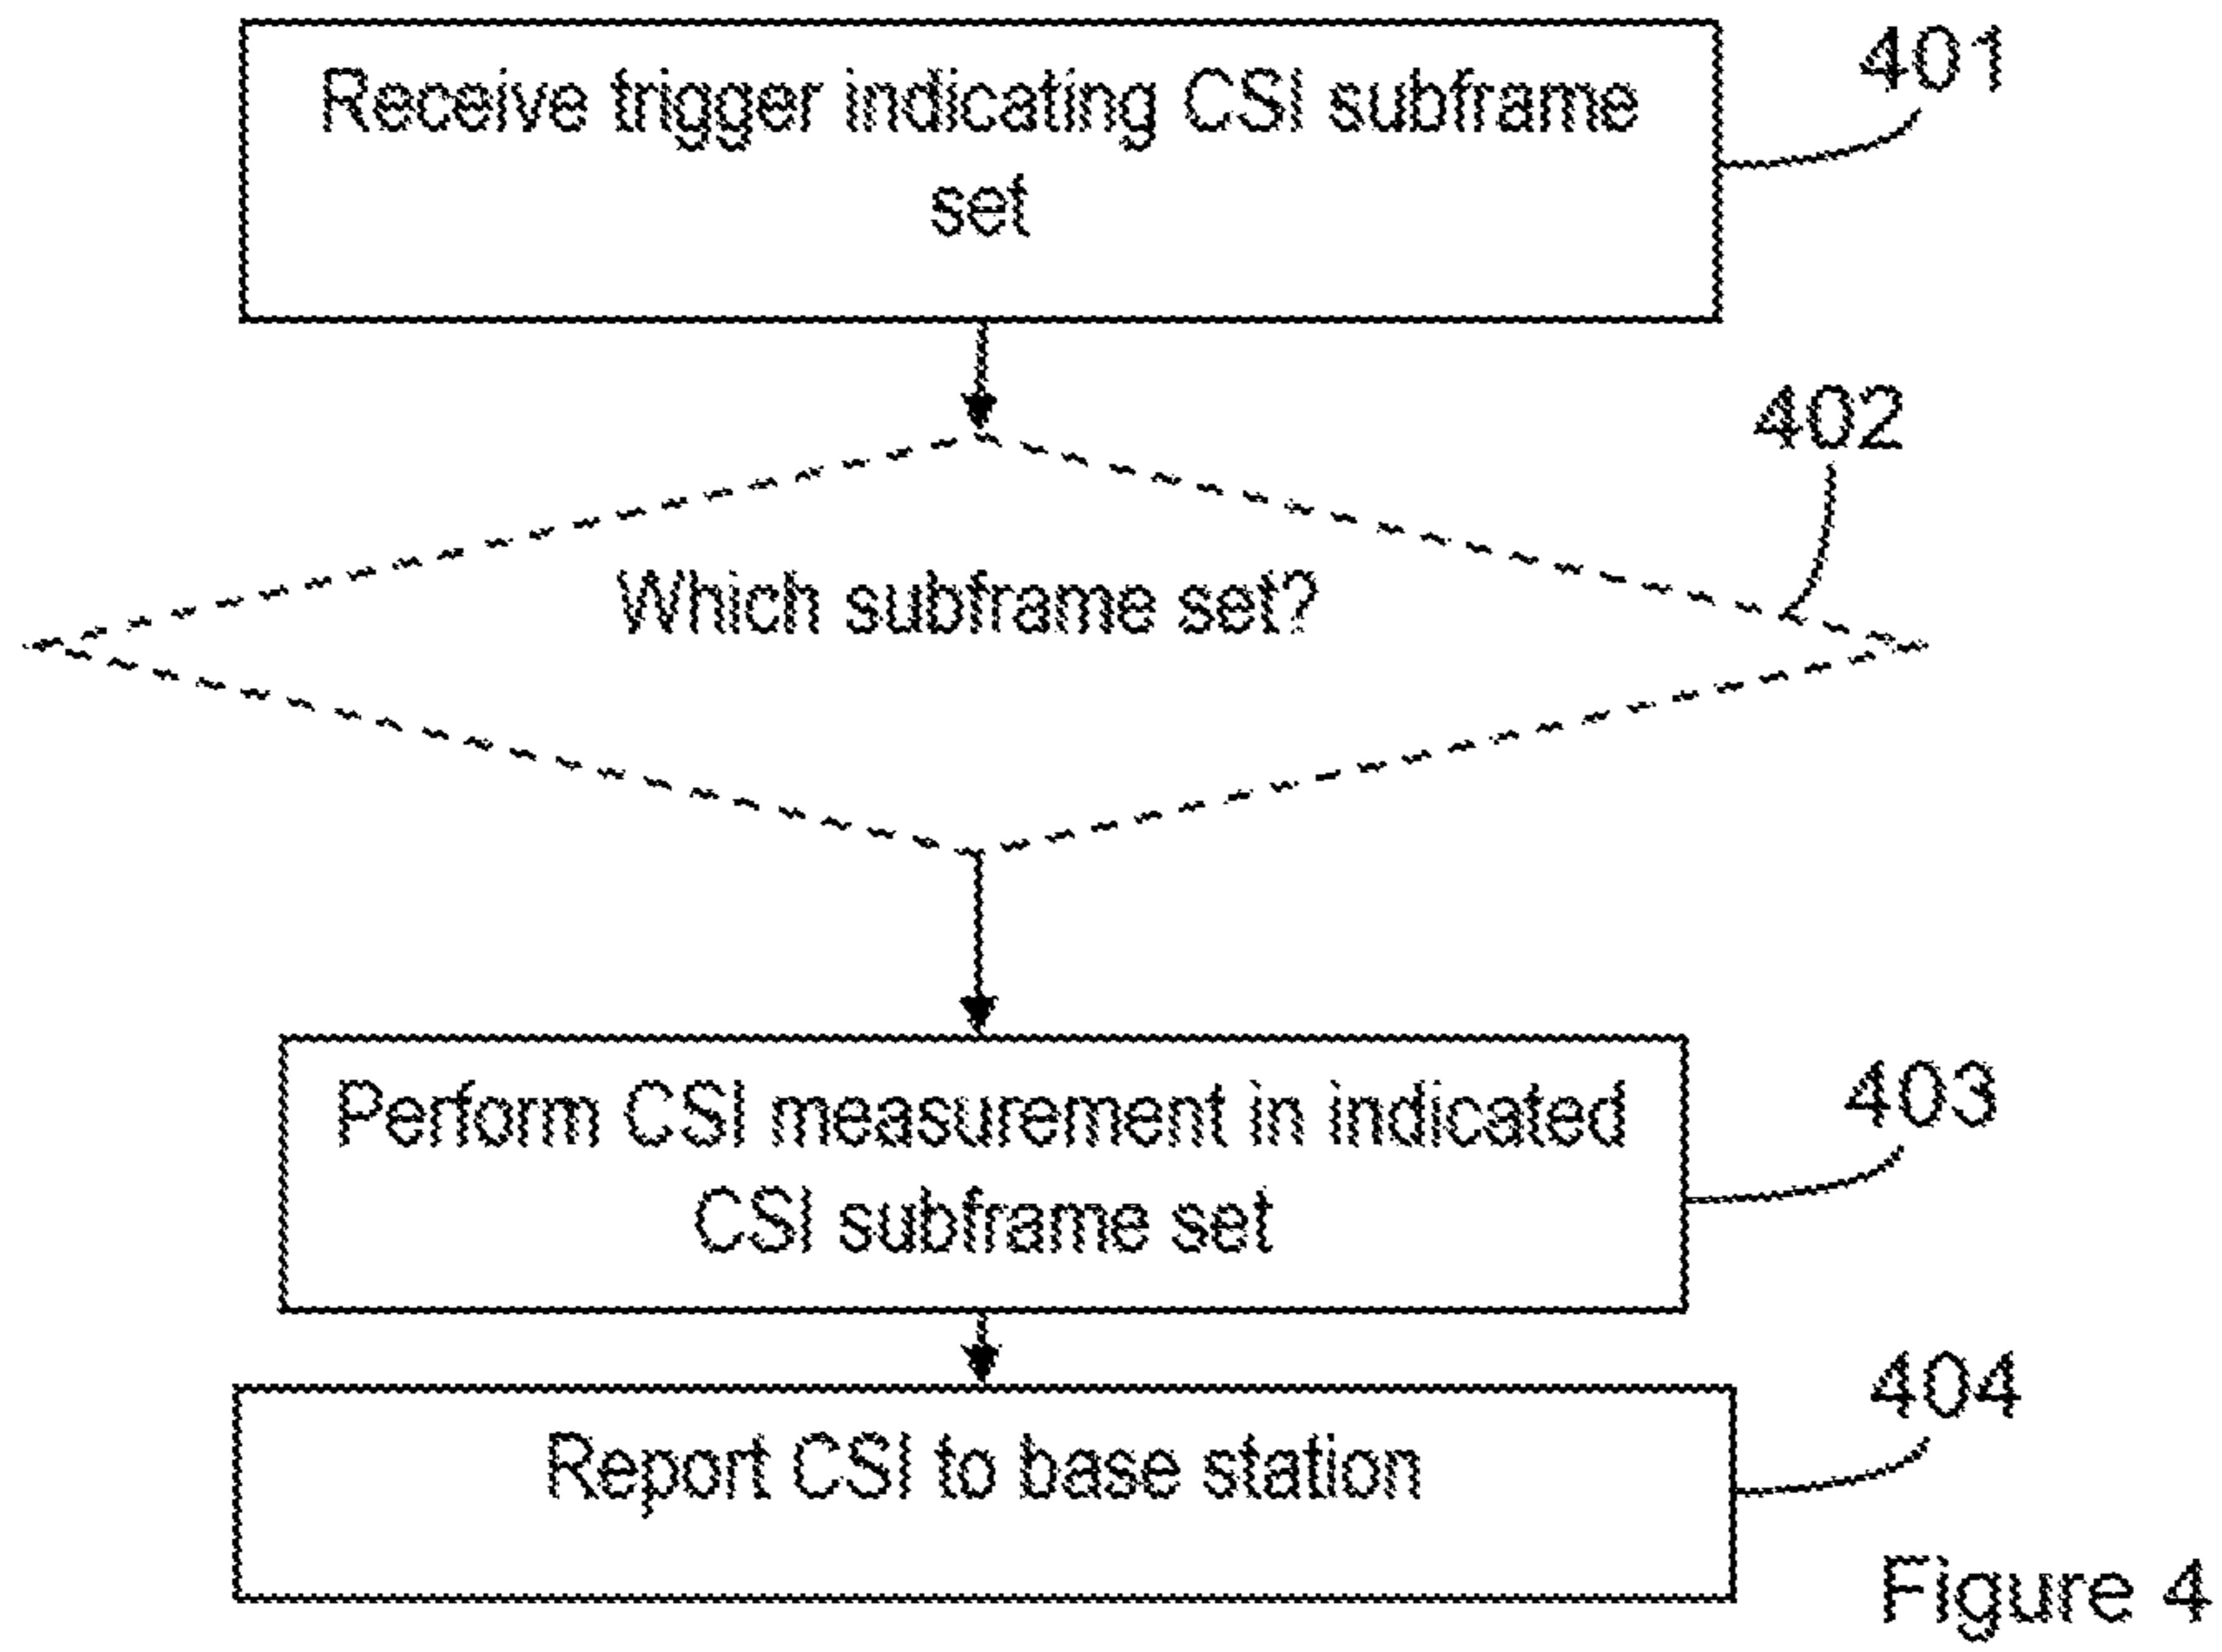 Receive trigger indicating CSI subframe
set
401
402
Which subframe set?
Perform CSI measurement in indicated
CSI subframe set
403
Report CSI to base station
404
Figure 4